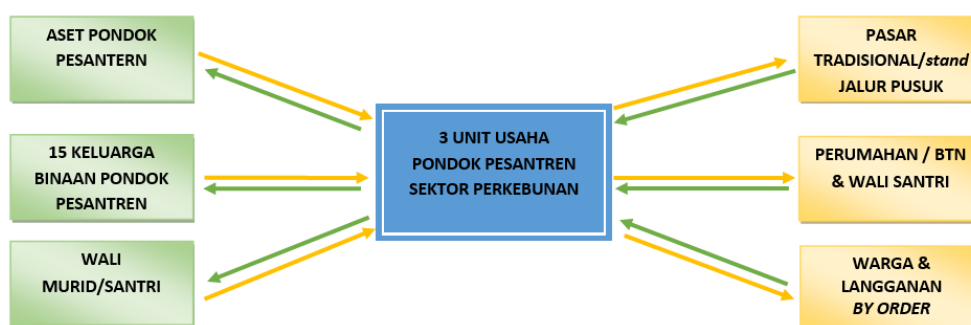 ASET PONDOK
PESANTERN
15 KELUARGA
BINAAN PONDOK
PESANTREN
WALI
MURID/SANTRI
3 UNIT USAHA
PONDOK PESANTREN
SEKTOR PERKEBUNAN
PASAR
TRADISIONAL/stand
JALUR PUSUK
PERUMAHAN / BTN
& WALI SANTRI
WARGA &
LANGGANAN
BY ORDER